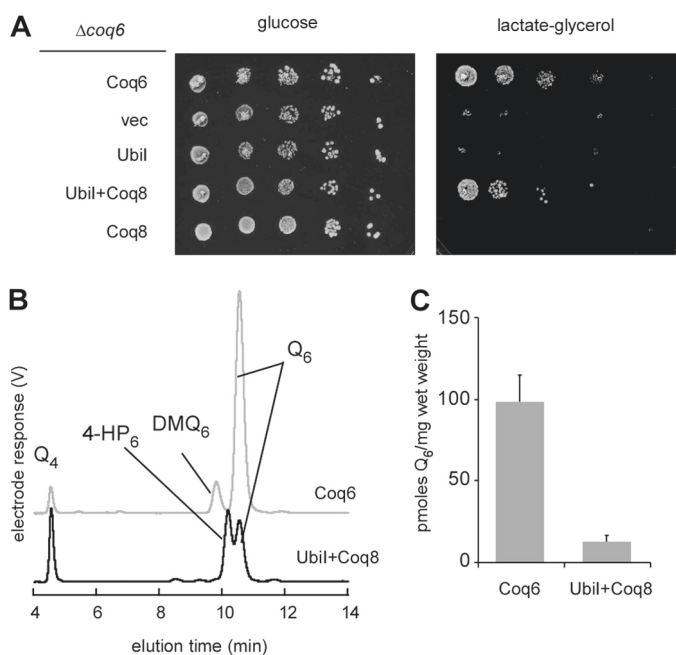 A
Δcoq6
glucose
lactate-glycerol
Coq6
vec
UbiI
UbiI+Coq8
Coq8
B
electrode response (V)
Q4
4-HP6
DMQ6
Q6
Coq6
UbiI+Coq8
4 6 8 10 12 14
elution time (min)
C
pmoles Q6/mg wet weight
150
100
50
0
Coq6 UbiI+Coq8